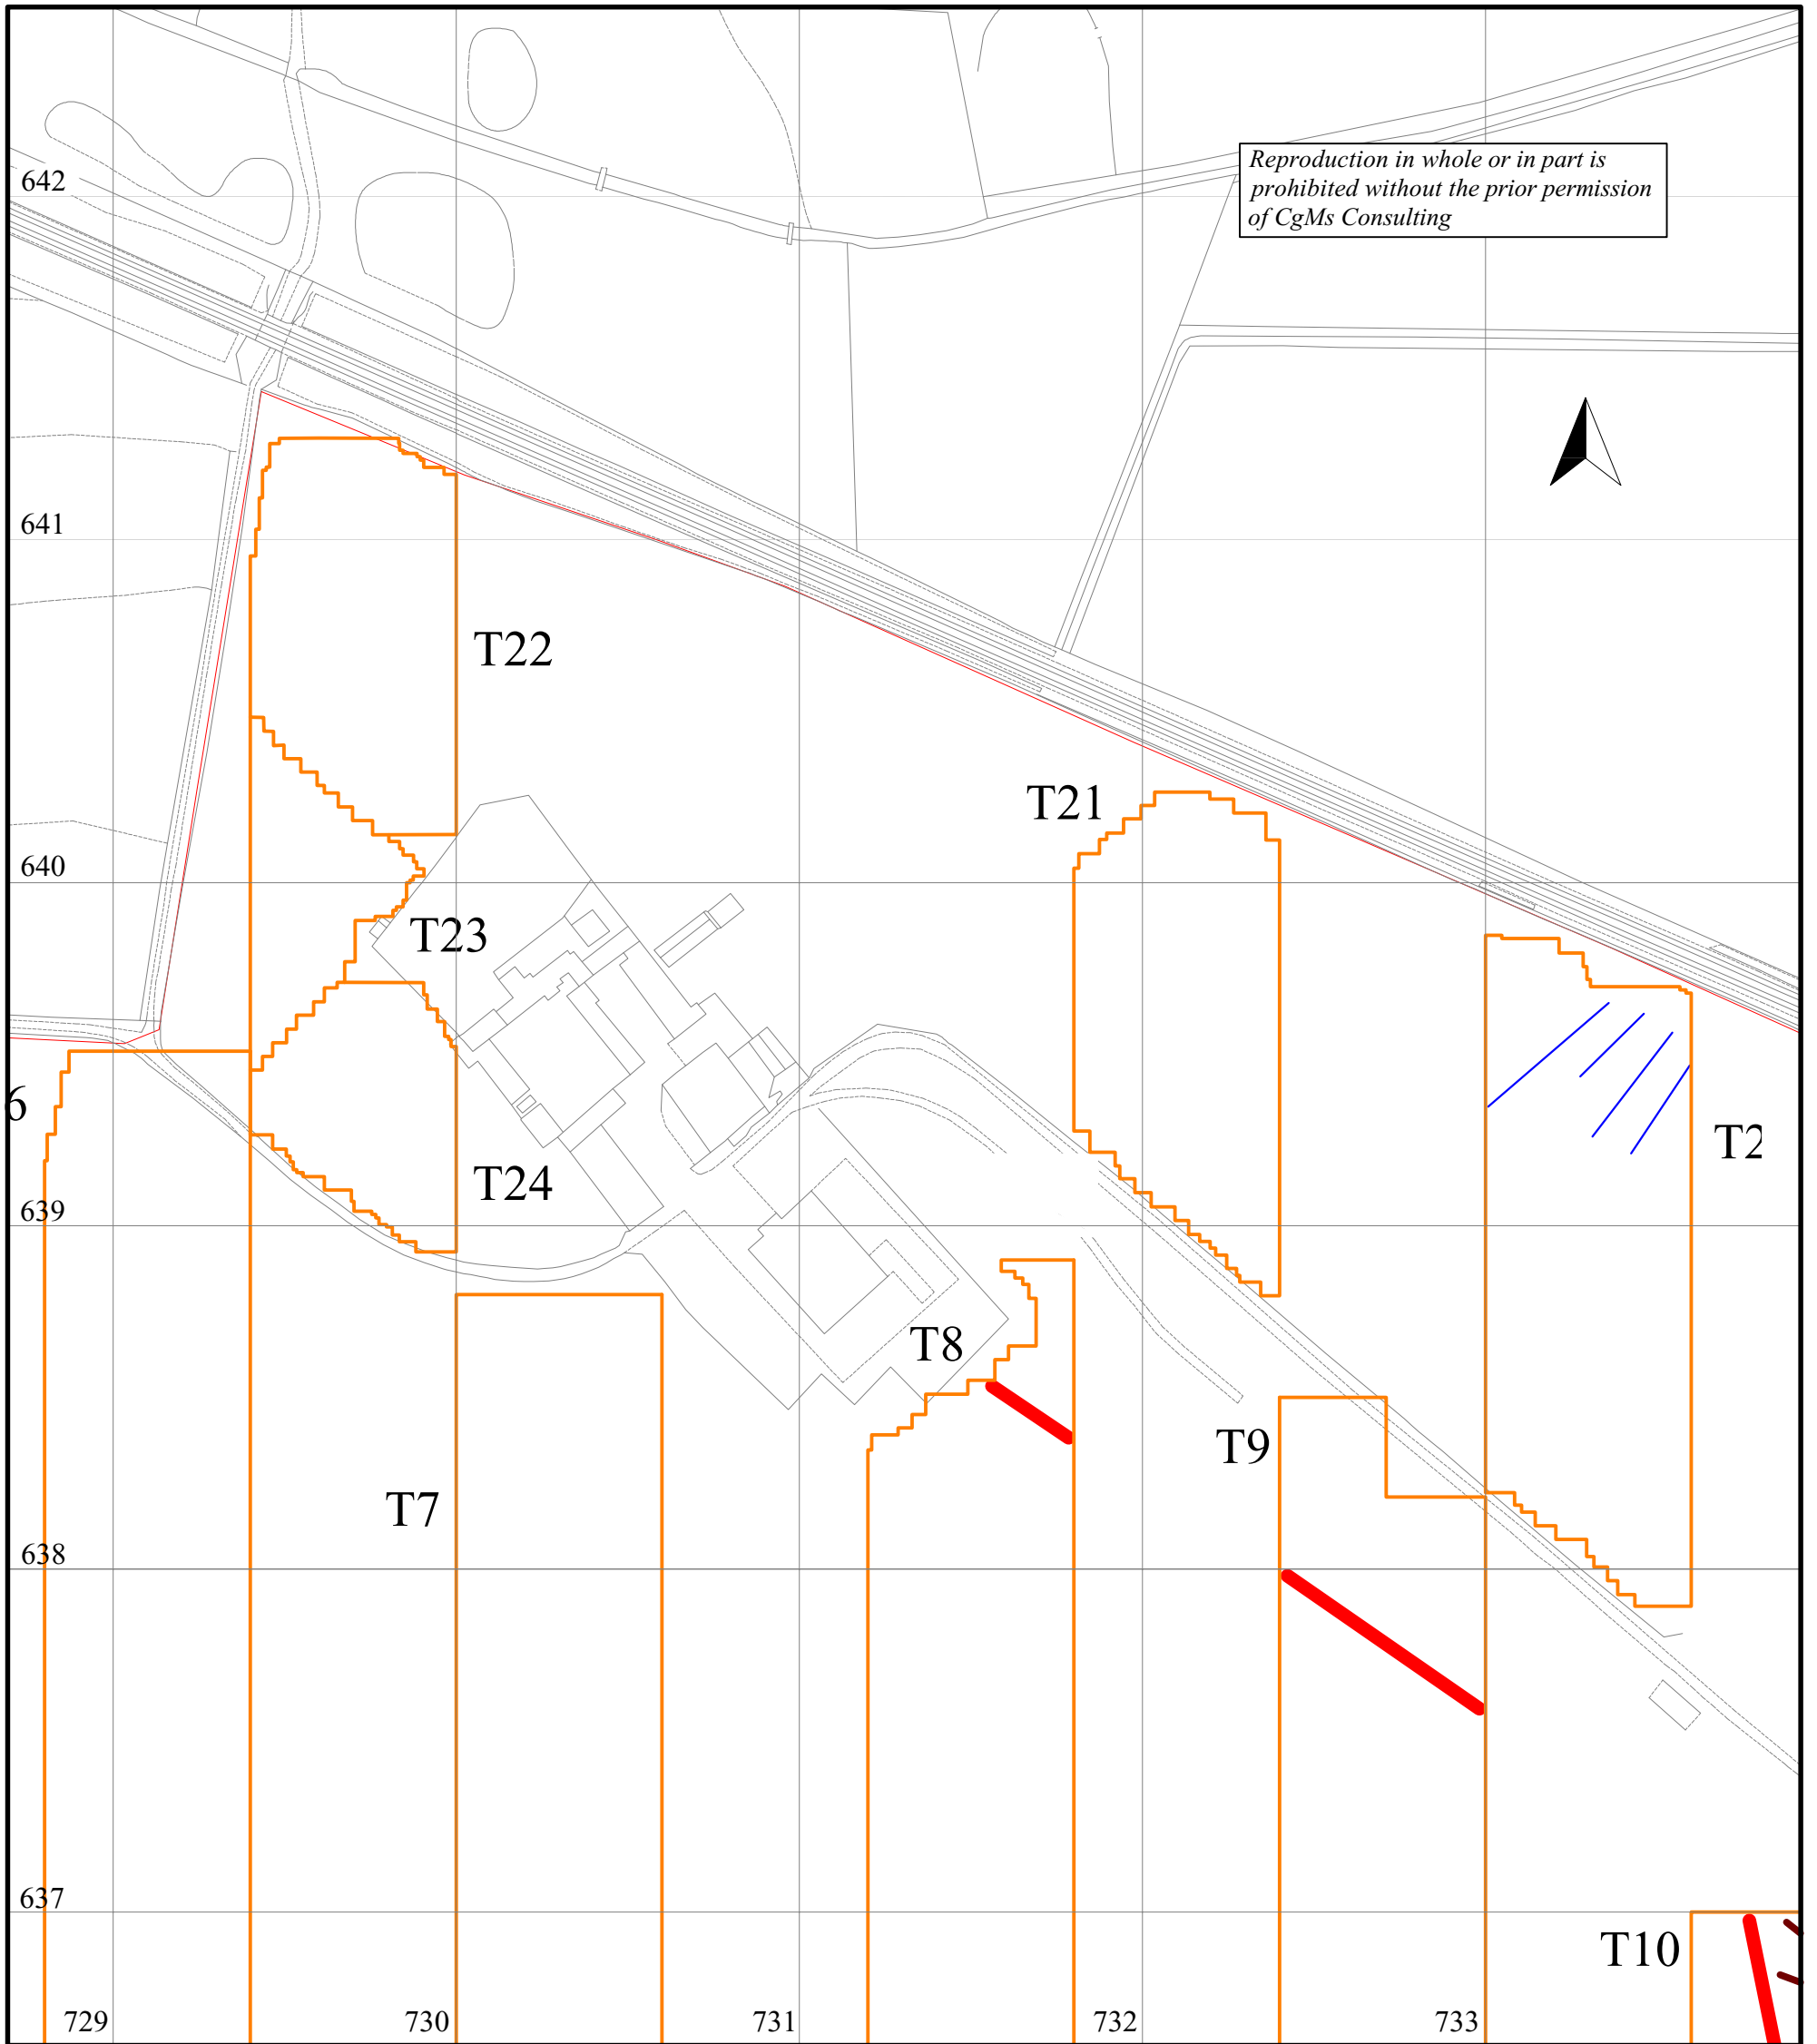 Reproduction in whole or in part is
prohibited without the prior permission
of CgMs Consulting
642
641
T22
T21
640
T23
6
T2
T24
639
T8
T9
T7
638
637
T10
729
730
731
732
733